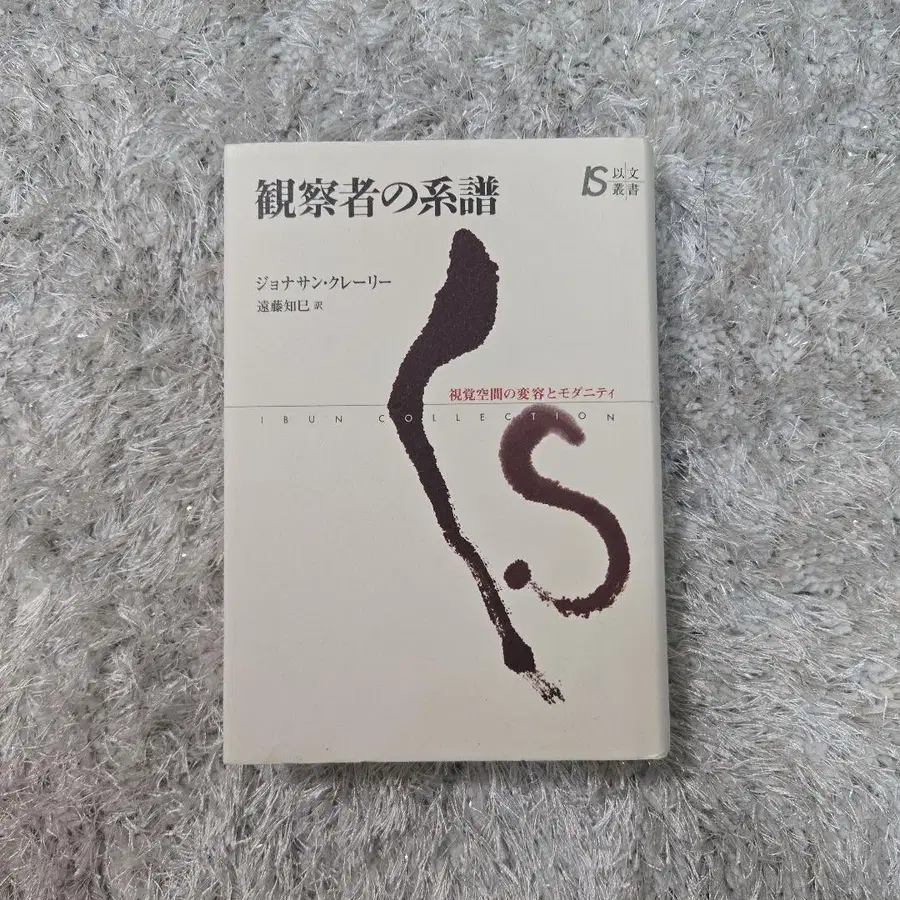 観察者の系譜
IS
以文
叢書
ジョナサン・クレーリー
遠藤知巳 訳
視覚空間の変容とモダニティ
IBUN COLLECTION